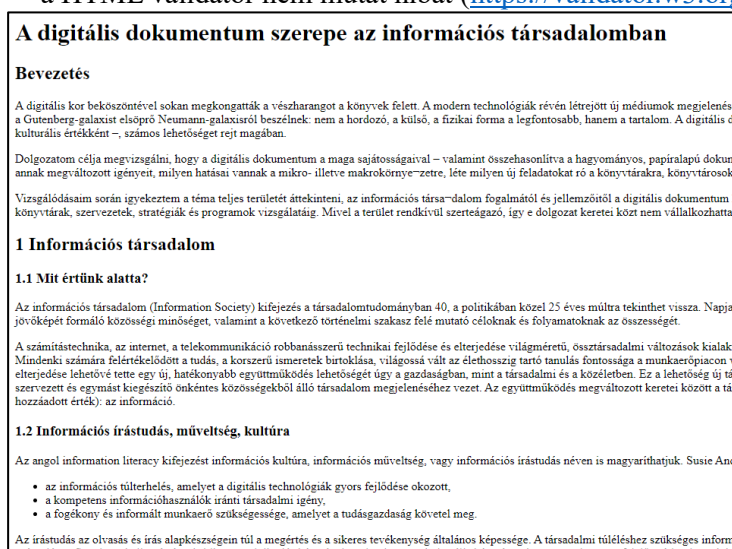 a HTML validátor nem mutat hibát (https://validator.w3.org
A digitális dokumentum szerepe az információs társadalomban
Bevezetés
A digitális kor beköszöntével sokan megkongatták a vészharangot a könyvek felett. A modern technológiák révén létrejött új médiumok megjelenés
a Gutenberg-galaxist elsöprő Neumann-galaxisról beszélnek: nem a hordozó, a külső, a fizikai forma a legfontosabb, hanem a tartalom. A digitális d
kulturális értékként –, számos lehetőséget rejt magában.
Dolgozatom célja megvizsgálni, hogy a digitális dokumentum a maga sajátosságaival – valamint összehasonlítva a hagyományos, papíralapú dokun
annak megváltozott igényeit, milyen hatásai vannak a mikro- illetve makrokörnye¬zetre, léte milyen új feladatokat ró a könyvtárakra, könyvtárosok
Vizsgálódásaim során igyekeztem a téma teljes területét áttekinteni, az információs társa¬dalom fogalmától és jellemzőitől a digitális dokumentum
könyvtárak, szervezetek, stratégiák és programok vizsgálatáig. Mivel a terület rendkívül szerteágazó, így e dolgozat keretei közt nem vállalkozhatta
1 Információs társadalom
1.1 Mit értünk alatta?
Az információs társadalom (Information Society) kifejezés a társadalomtudományban 40, a politikában közel 25 éves múltra tekinthet vissza. Napja
jövőképét formáló közösségi minőséget, valamint a következő történelmi szakasz felé mutató céloknak és folyamatoknak az összességét.
A számítástechnika, az internet, a telekommunikáció robbanásszerű technikai fejlődése és elterjedése világméretű, össztársadalmi változások kialak
Mindenki számára felértékelődött a tudás, a korszerű ismeretek birtoklása, világossá vált az élethosszig tartó tanulás fontossága a munkaerőpiacon v
elterjedése lehetővé tette egy új, hatékonyabb együttműködés lehetőségét úgy a gazdaságban, mint a társadalmi és a közéletben. Ez a lehetőség új tá
szervezett és egymást kiegészítő önkéntes közösségekből álló társadalom megjelenéséhez vezet. Az együttműködés megváltozott keretei között a tá
hozzáadott érték): az információ.
1.2 Információs írástudás, műveltség, kultúra
Az angol information literacy kifejezést információs kultúra, információs műveltség, vagy információs írástudás néven is magyaríthatjuk. Susie And
• az információs túlterhelés, amelyet a digitális technológiák gyors fejlődése okozott,
• a kompetens információhasználók iránti társadalmi igény,
• a fogékony és informált munkaerő szükségessége, amelyet a tudásgazdaság követel meg.
Az írástudás az olvasás és írás alapkészségein túl a megértés és a sikeres tevékenység általános képessége. A társadalmi túléléshez szükséges inform